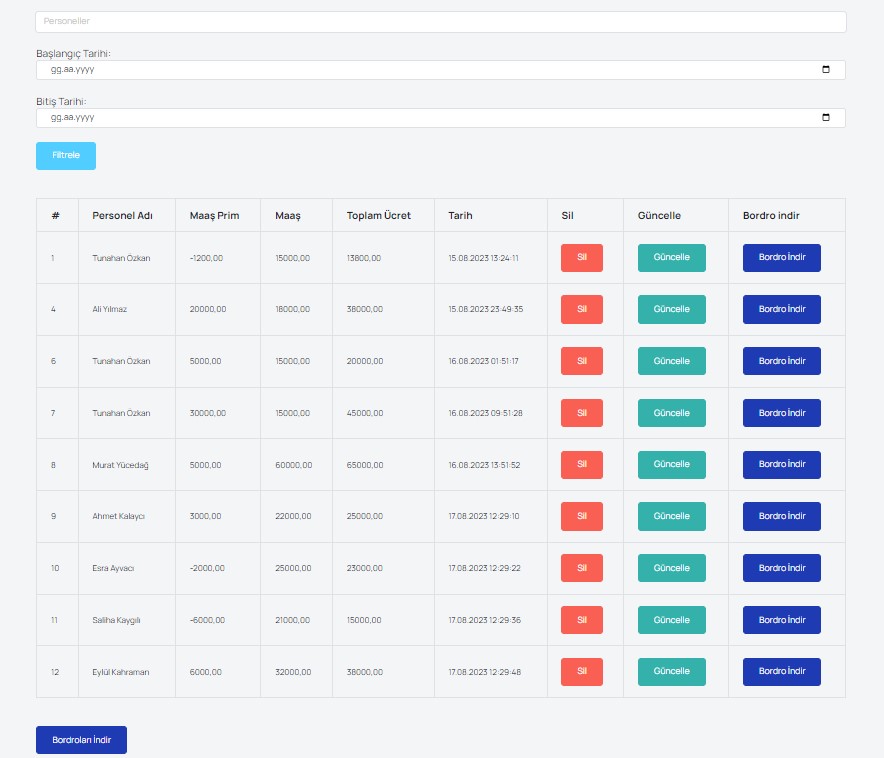 Personeller
Başlangıç Tarihi:
gg.aa.yyyy
Bitiş Tarihi:
gg.aa.yyyy
Filtrele
# Personel Adı Maaş Prim Maaş Toplam Ücret Tarih Sil Güncelle Bordro indir
1 Tunahan Özkan -1200,00 15000,00 13800,00 15.08.2023 13:24:11 Sil Güncelle Bordro İndir
4 Ali Yılmaz 20000,00 18000,00 38000,00 15.08.2023 23:49:35 Sil Güncelle Bordro İndir
6 Tunahan Özkan 5000,00 15000,00 20000,00 16.08.2023 01:51:17 Sil Güncelle Bordro İndir
7 Tunahan Özkan 30000,00 15000,00 45000,00 16.08.2023 09:51:28 Sil Güncelle Bordro İndir
8 Murat Yücedağ 5000,00 60000,00 65000,00 16.08.2023 13:51:52 Sil Güncelle Bordro İndir
9 Ahmet Kalaycı 3000,00 22000,00 25000,00 17.08.2023 12:29:10 Sil Güncelle Bordro İndir
10 Esra Ayvacı -2000,00 25000,00 23000,00 17.08.2023 12:29:22 Sil Güncelle Bordro İndir
11 Saliha Kaygılı -6000,00 21000,00 15000,00 17.08.2023 12:29:36 Sil Güncelle Bordro İndir
12 Eylül Kahraman 6000,00 32000,00 38000,00 17.08.2023 12:29:48 Sil Güncelle Bordro İndir
Bordroları İndir